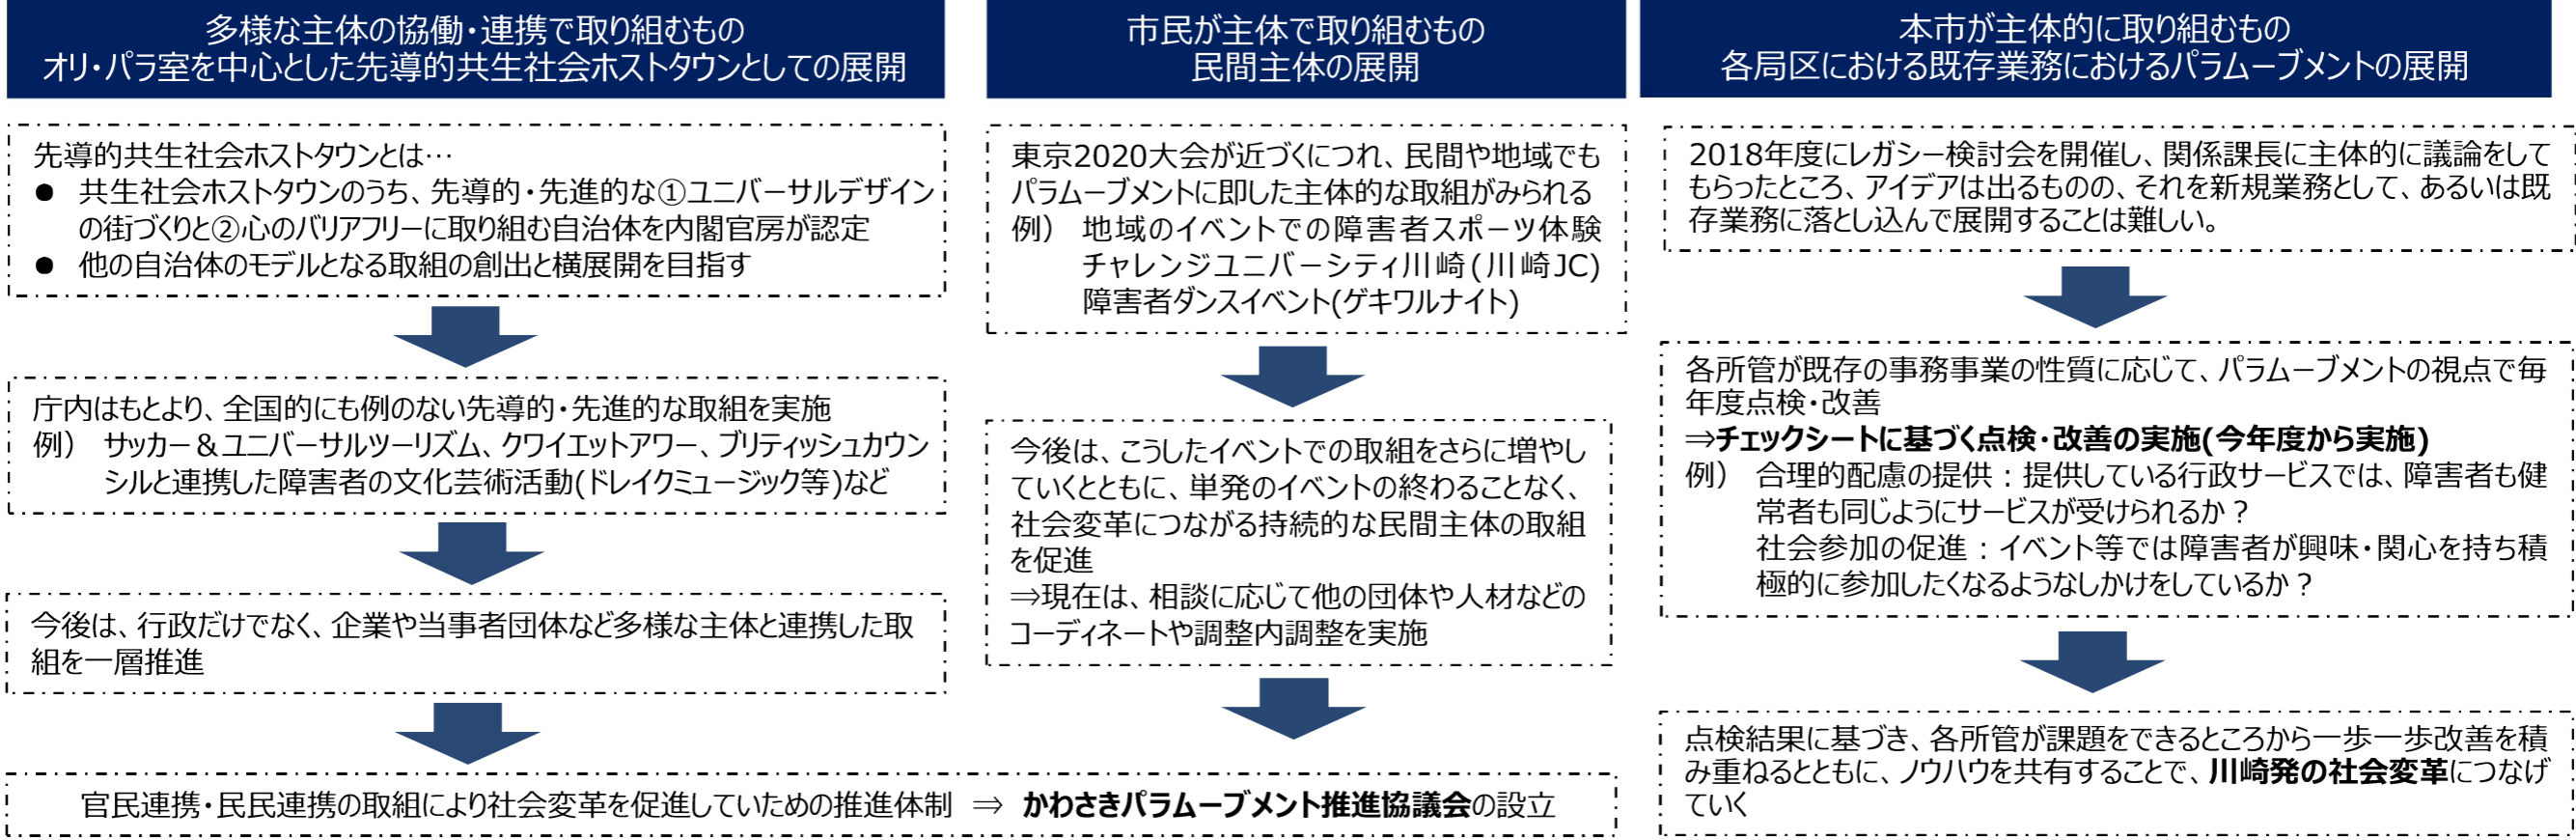 多様な主体の協働・連携で取り組むもの
オリ・パラ室を中心とした先導的共生社会ホストタウンとしての展開
先導的共生社会ホストタウンとは…
● 共生社会ホストタウンのうち、先導的・先進的な①ユニバーサルデザイン
の街づくりと②心のバリアフリーに取り組む自治体を内閣官房が認定
● 他の自治体のモデルとなる取組の創出と横展開を目指す
庁内はもとより、全国的にも例のない先導的・先進的な取組を実施
例） サッカー＆ユニバーサルツーリズム、クワイエットアワー、ブリティッシュカウン
シルと連携した障害者の文化芸術活動(ドレイクミュージック等)など
今後は、行政だけでなく、企業や当事者団体など多様な主体と連携した取
組を一層推進
市民が主体で取り組むもの
民間主体の展開
東京2020大会が近づくにつれ、民間や地域でも
パラムーブメントに即した主体的な取組がみられる
例） 地域のイベントでの障害者スポーツ体験
チャレンジユニバーシティ川崎(川崎JC)
障害者ダンスイベント(ゲキワルナイト)
今後は、こうしたイベントでの取組をさらに増やし
ていくとともに、単発のイベントの終わることなく、
社会変革につながる持続的な民間主体の取組
を促進
⇒現在は、相談に応じて他の団体や人材などの
コーディネートや調整内調整を実施
官民連携・民民連携の取組により社会変革を促進していための推進体制 ⇒ かわさきパラムーブメント推進協議会の設立
本市が主体的に取り組むもの
各局区における既存業務におけるパラムーブメントの展開
2018年度にレガシー検討会を開催し、関係課長に主体的に議論をして
もらったところ、アイデアは出るものの、それを新規業務として、あるいは既
存業務に落とし込んで展開することは難しい。
各所管が既存の事務事業の性質に応じて、パラムーブメントの視点で毎
年度点検・改善
⇒チェックシートに基づく点検・改善の実施(今年度から実施)
例） 合理的配慮の提供：提供している行政サービスでは、障害者も健
常者も同じようにサービスが受けられるか？
社会参加の促進：イベント等では障害者が興味・関心を持ち積
極的に参加したくなるようなしかけをしているか？
点検結果に基づき、各所管が課題をできるところから一歩一歩改善を積
み重ねるとともに、ノウハウを共有することで、川崎発の社会変革につなげ
ていく